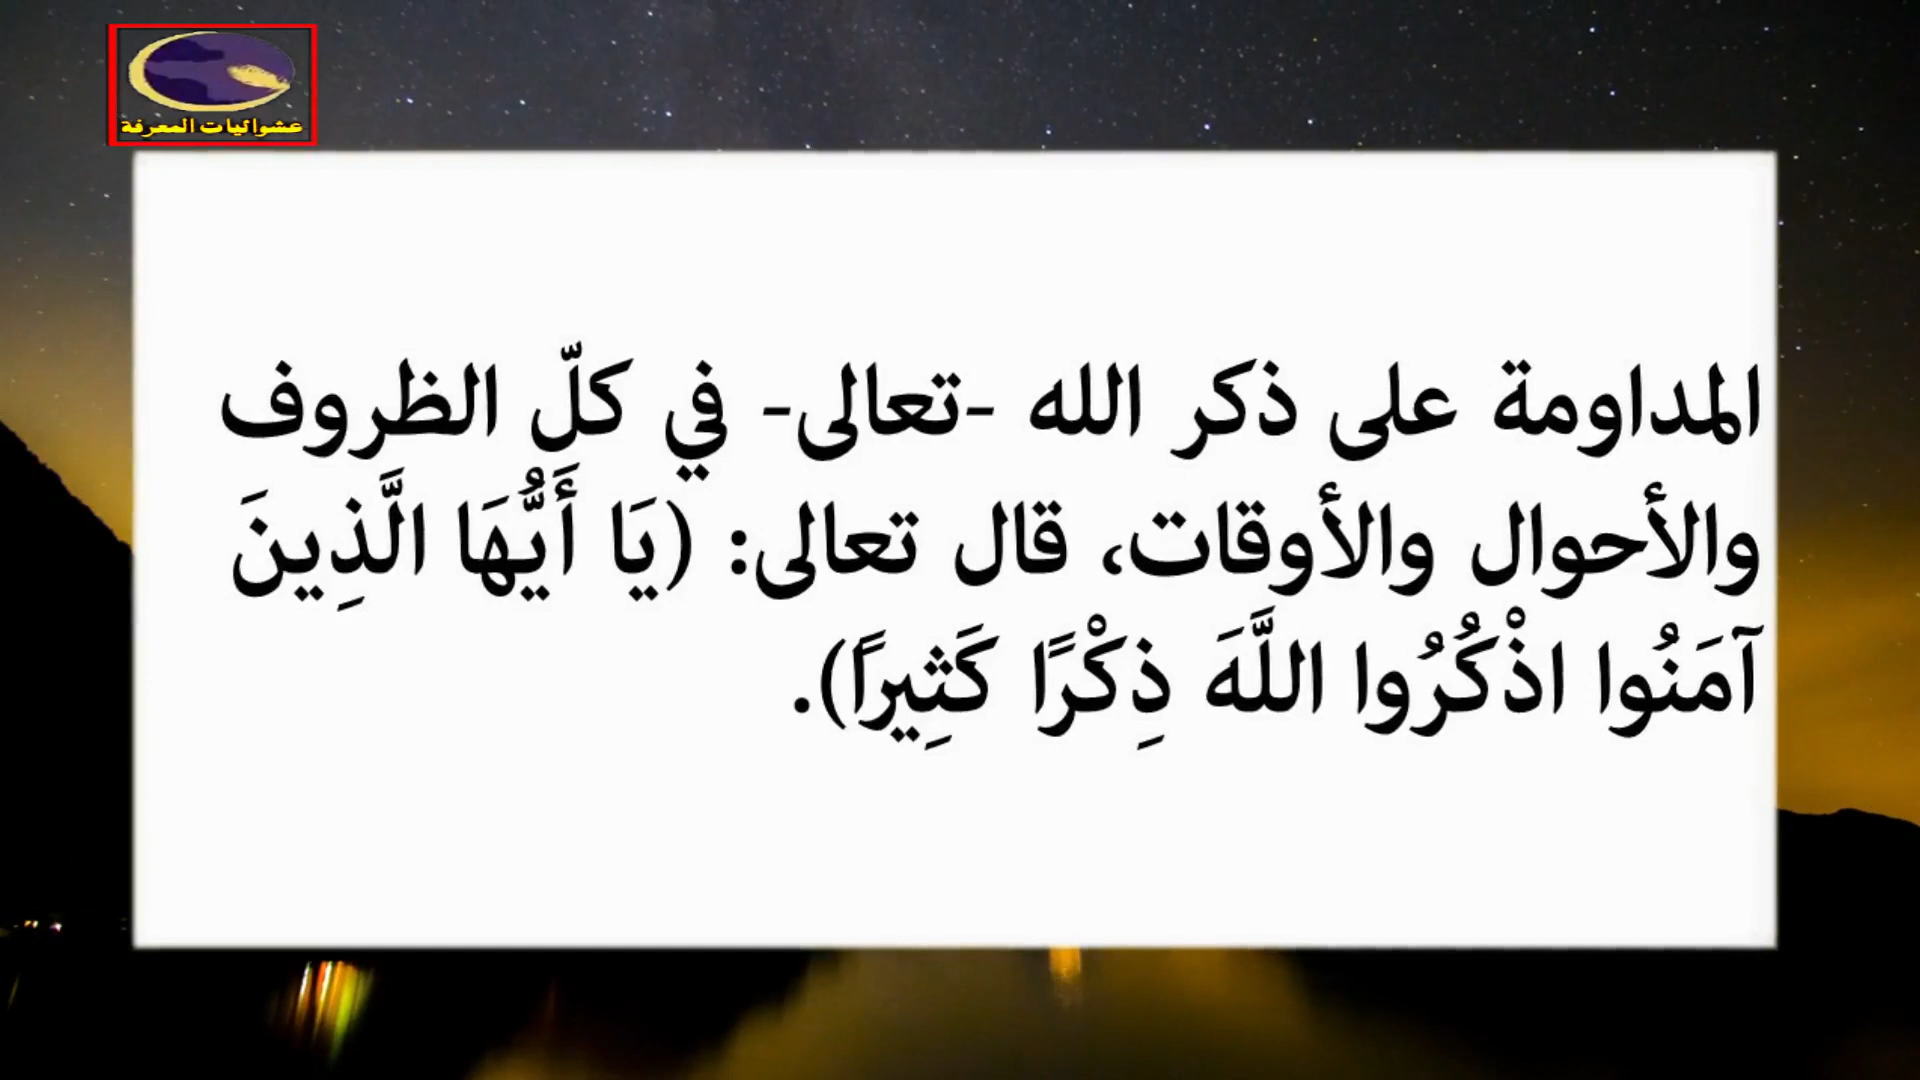 عشوائيات المعرفة
المداومة على ذكر الله -تعالى- في كلّ الظروف
والأحوال والأوقات، قال تعالى: (يَا أَيُّهَا الَّذِينَ
آمَنُوا اذْكُرُوا اللَّهَ ذِكْرًا كَثِيرًا).